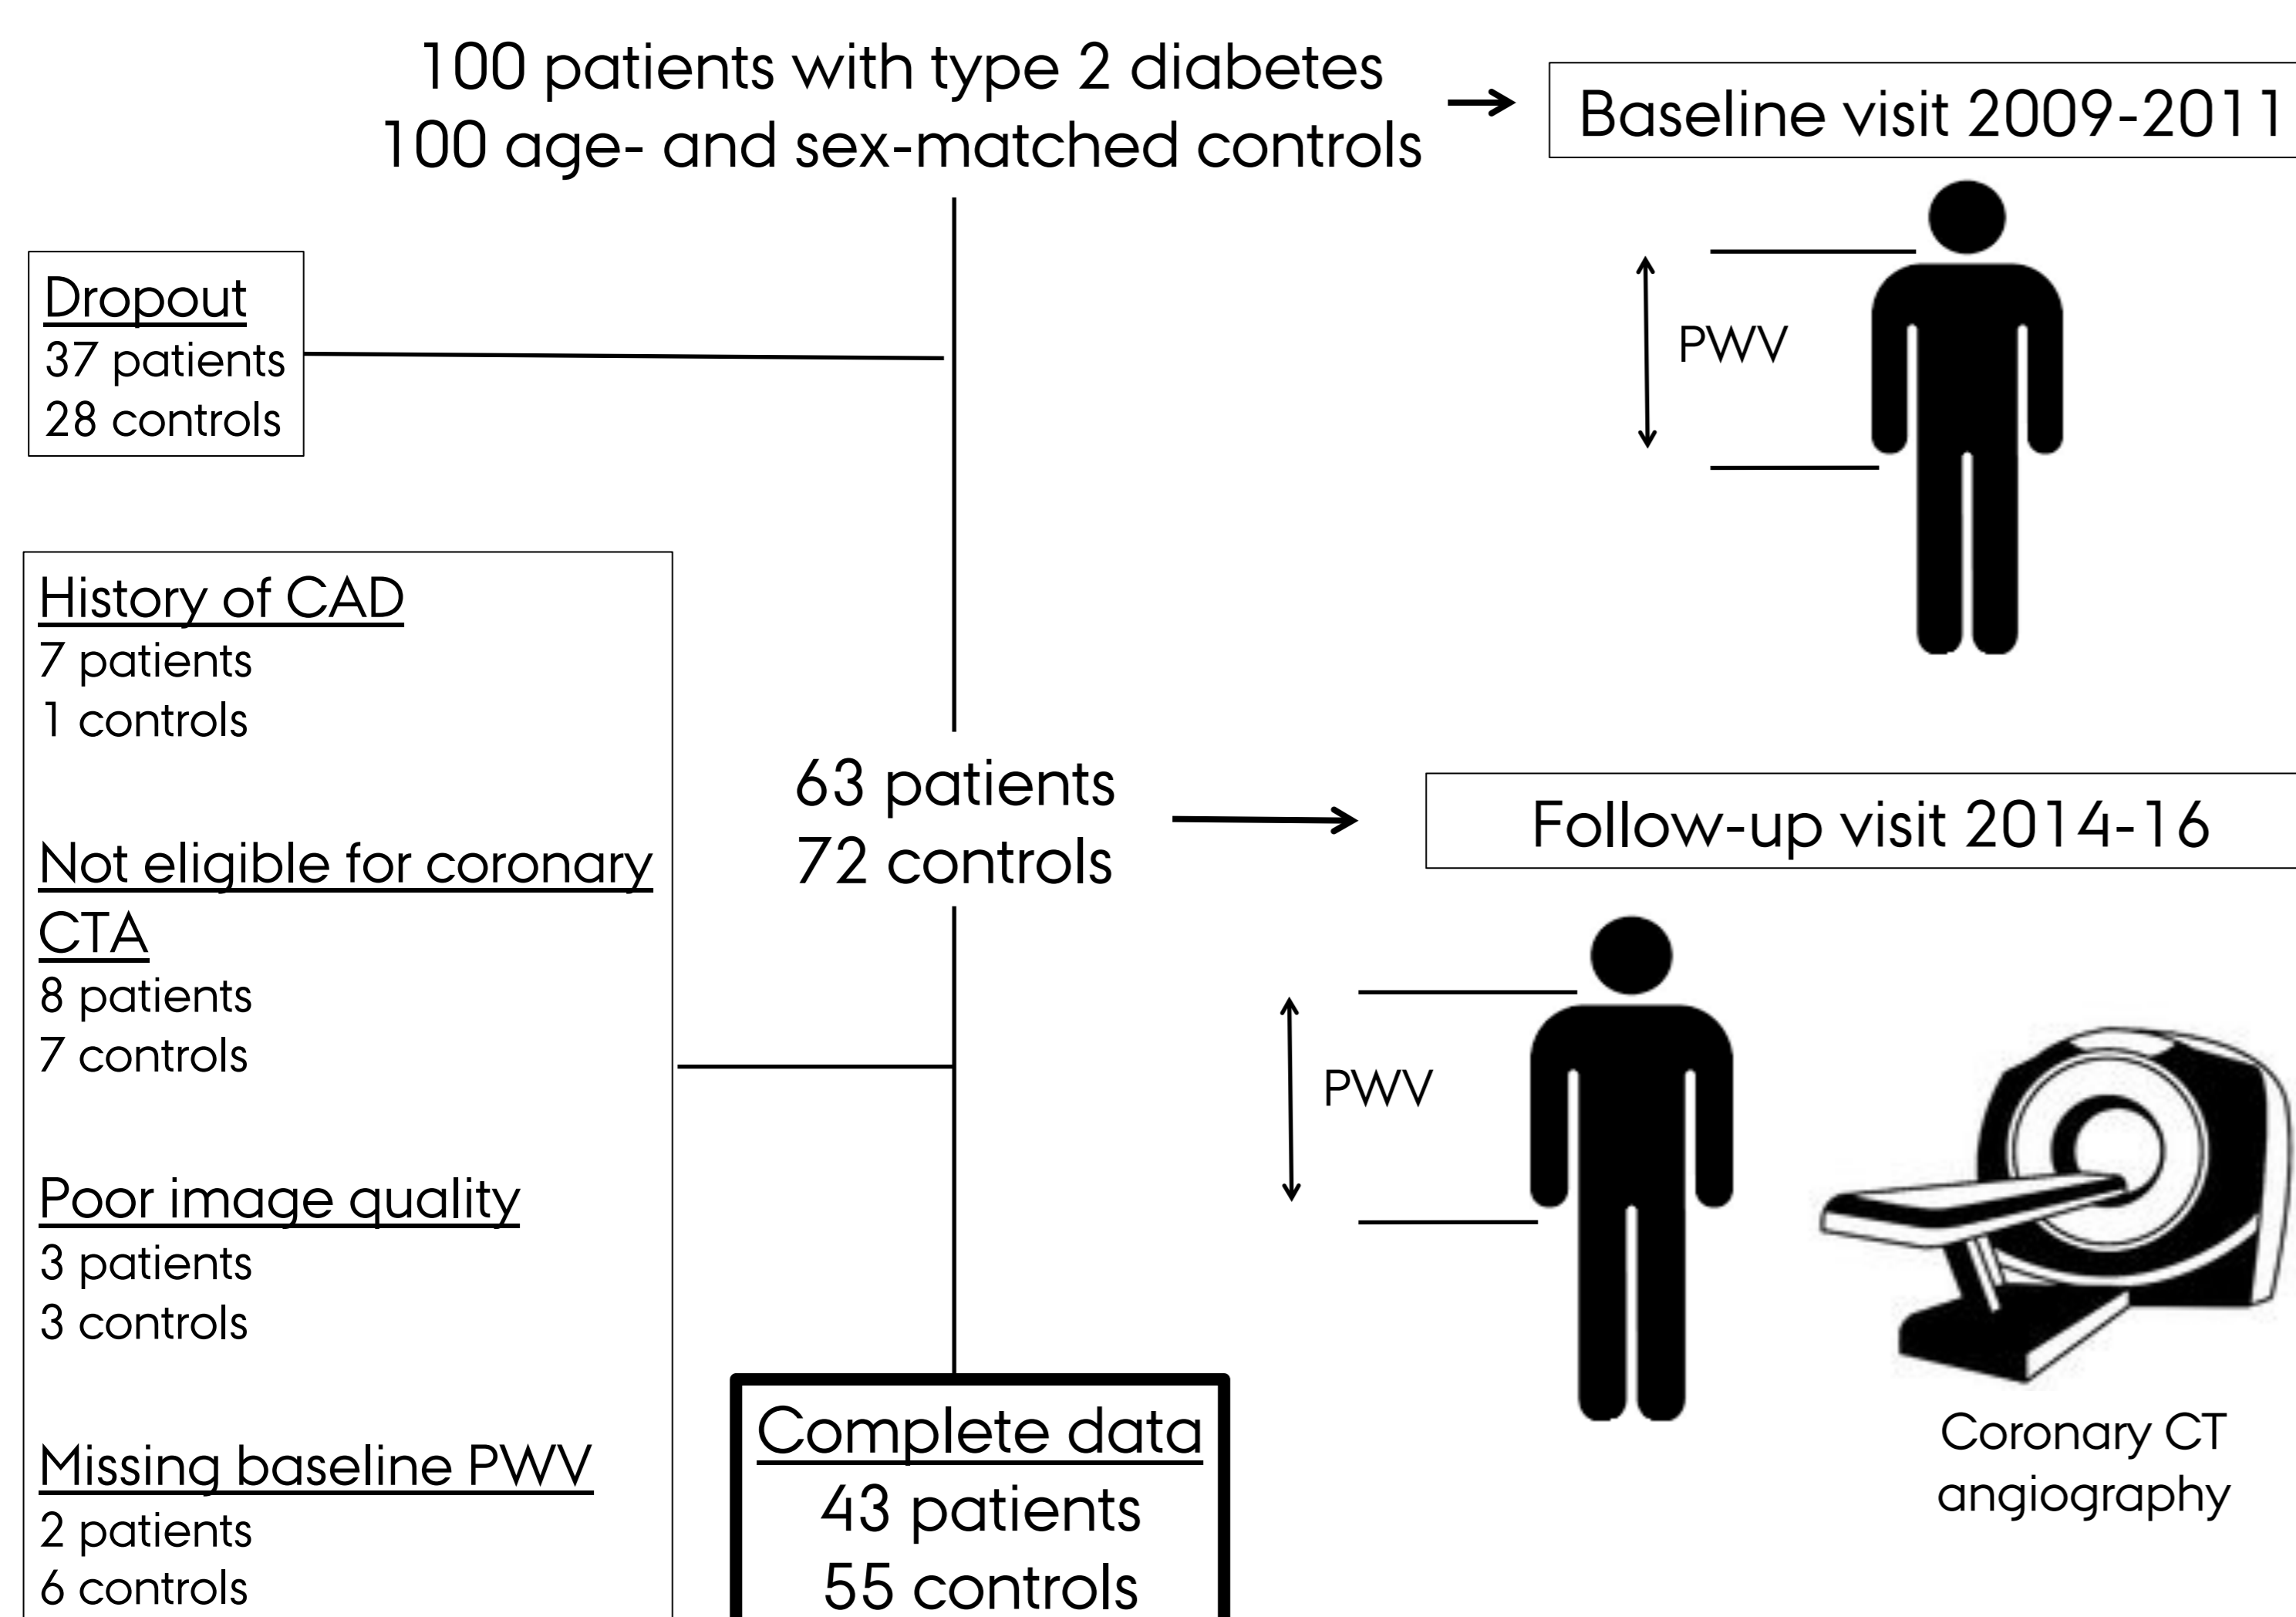 100 patients with type 2 diabetes
100 age- and sex-matched controls
Baseline visit 2009-2011
Dropout
37 patients
28 controls
PWV
History of CAD
7 patients
1 controls
Not eligible for coronary
CTA
8 patients
7 controls
Poor image quality
3 patients
3 controls
Missing baseline PWV
2 patients
6 controls
63 patients
72 controls
Follow-up visit 2014-16
PWV
Coronary CT
angiography
Complete data
43 patients
55 controls